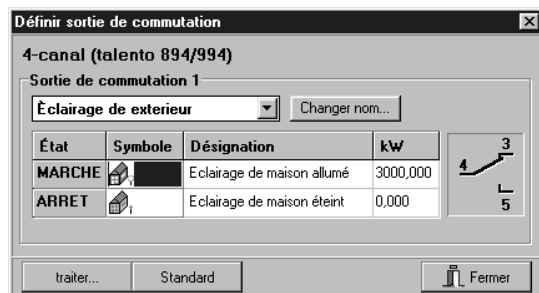 Définir sortie de commutation
4-canal (talento 894/994)
Sortie de commutation 1
Èclairage de exterieur
Changer nom...
État Symbole Désignation kW
MARCHE Eclairage de maison allumé 3000,000
ARRET Eclairage de maison éteint 0,000
3
4
5
traiter... Standard Fermer